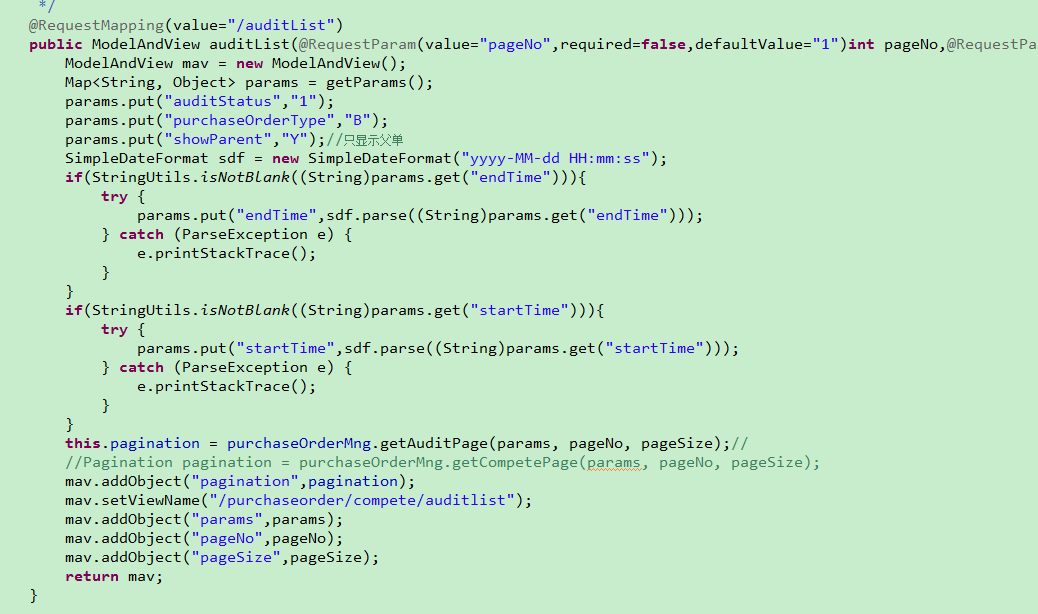 */
@RequestMapping(value="/auditList")
public ModelAndView auditList(@RequestParam(value="pageNo",required=false,defaultValue="1")int pageNo,@RequestPa
ModelAndView mav = new ModelAndView();
Map<String, Object> params = getParams();
params.put("auditStatus","1");
params.put("purchaseOrderType","B");
params.put("showParent","Y");//只显示父单
SimpleDateFormat sdf = new SimpleDateFormat("yyyy-MM-dd HH:mm:ss");
if(StringUtils.isNotBlank((String)params.get("endTime"))){
try {
params.put("endTime",sdf.parse((String)params.get("endTime")));
} catch (ParseException e) {
e.printStackTrace();
}
}
if(StringUtils.isNotBlank((String)params.get("startTime"))){
try {
params.put("startTime",sdf.parse((String)params.get("startTime")));
} catch (ParseException e) {
e.printStackTrace();
}
}
this.pagination = purchaseOrderMng.getAuditPage(params, pageNo, pageSize);//
//Pagination pagination = purchaseOrderMng.getCompetePage(params, pageNo, pageSize);
mav.addObject("pagination",pagination);
mav.setViewName("/purchaseorder/compete/auditlist");
mav.addObject("params",params);
mav.addObject("pageNo",pageNo);
mav.addObject("pageSize",pageSize);
return mav;
}